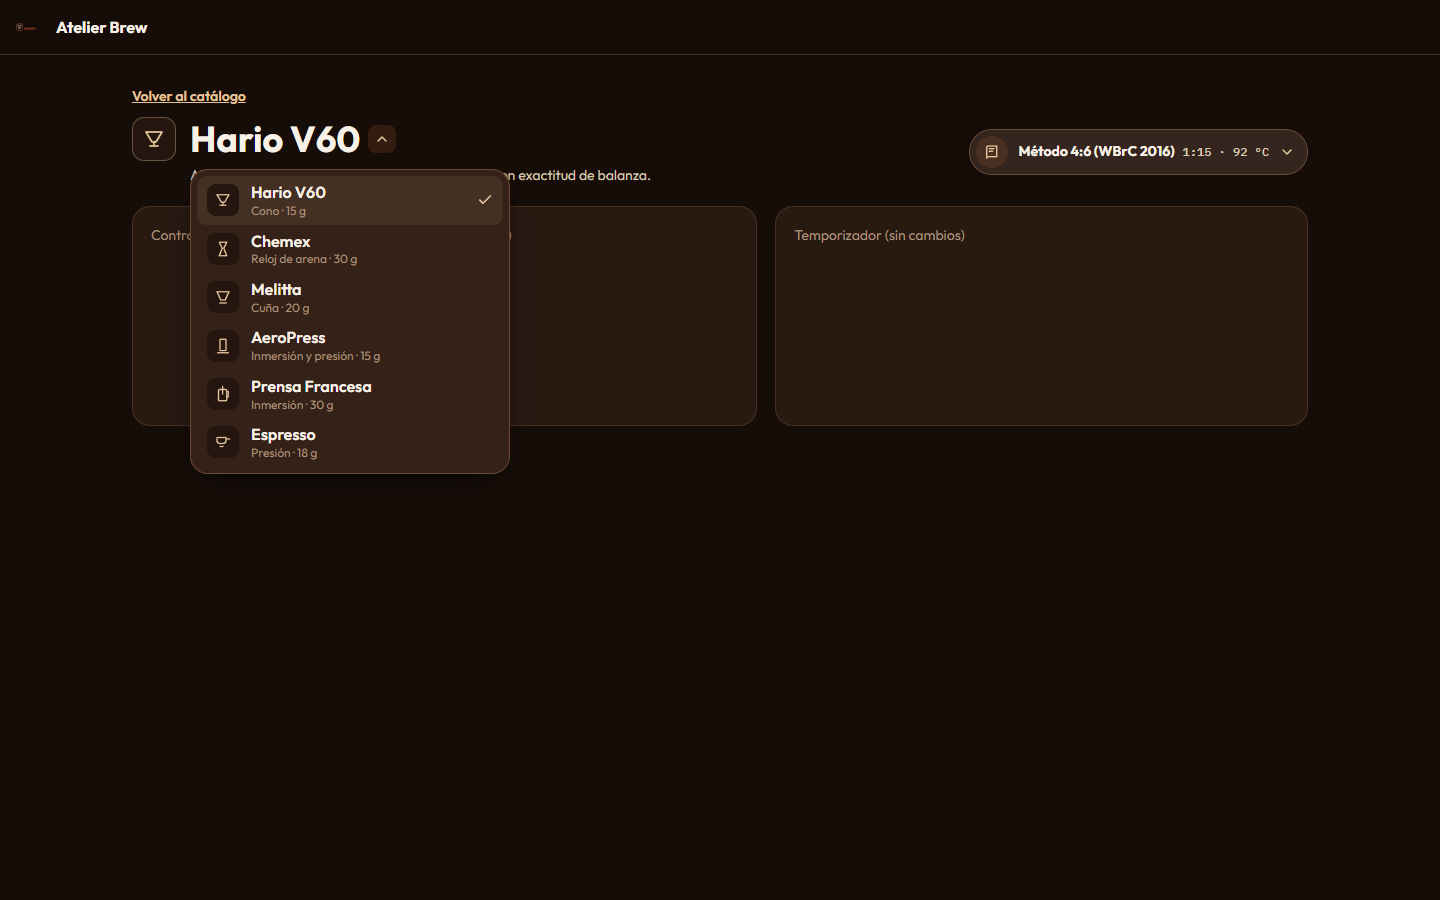 Atelier Brew
Volver al catálogo
Hario V60
Método 4:6 (WBrC 2016) 1:15 · 92 °C
exactitud de balanza.
Hario V60
Cono · 15 g
Chemex
Reloj de arena · 30 g
Melitta
Cuña · 20 g
AeroPress
Inmersión y presión · 15 g
Prensa Francesa
Inmersión · 30 g
Espresso
Presión · 18 g
Temporizador (sin cambios)